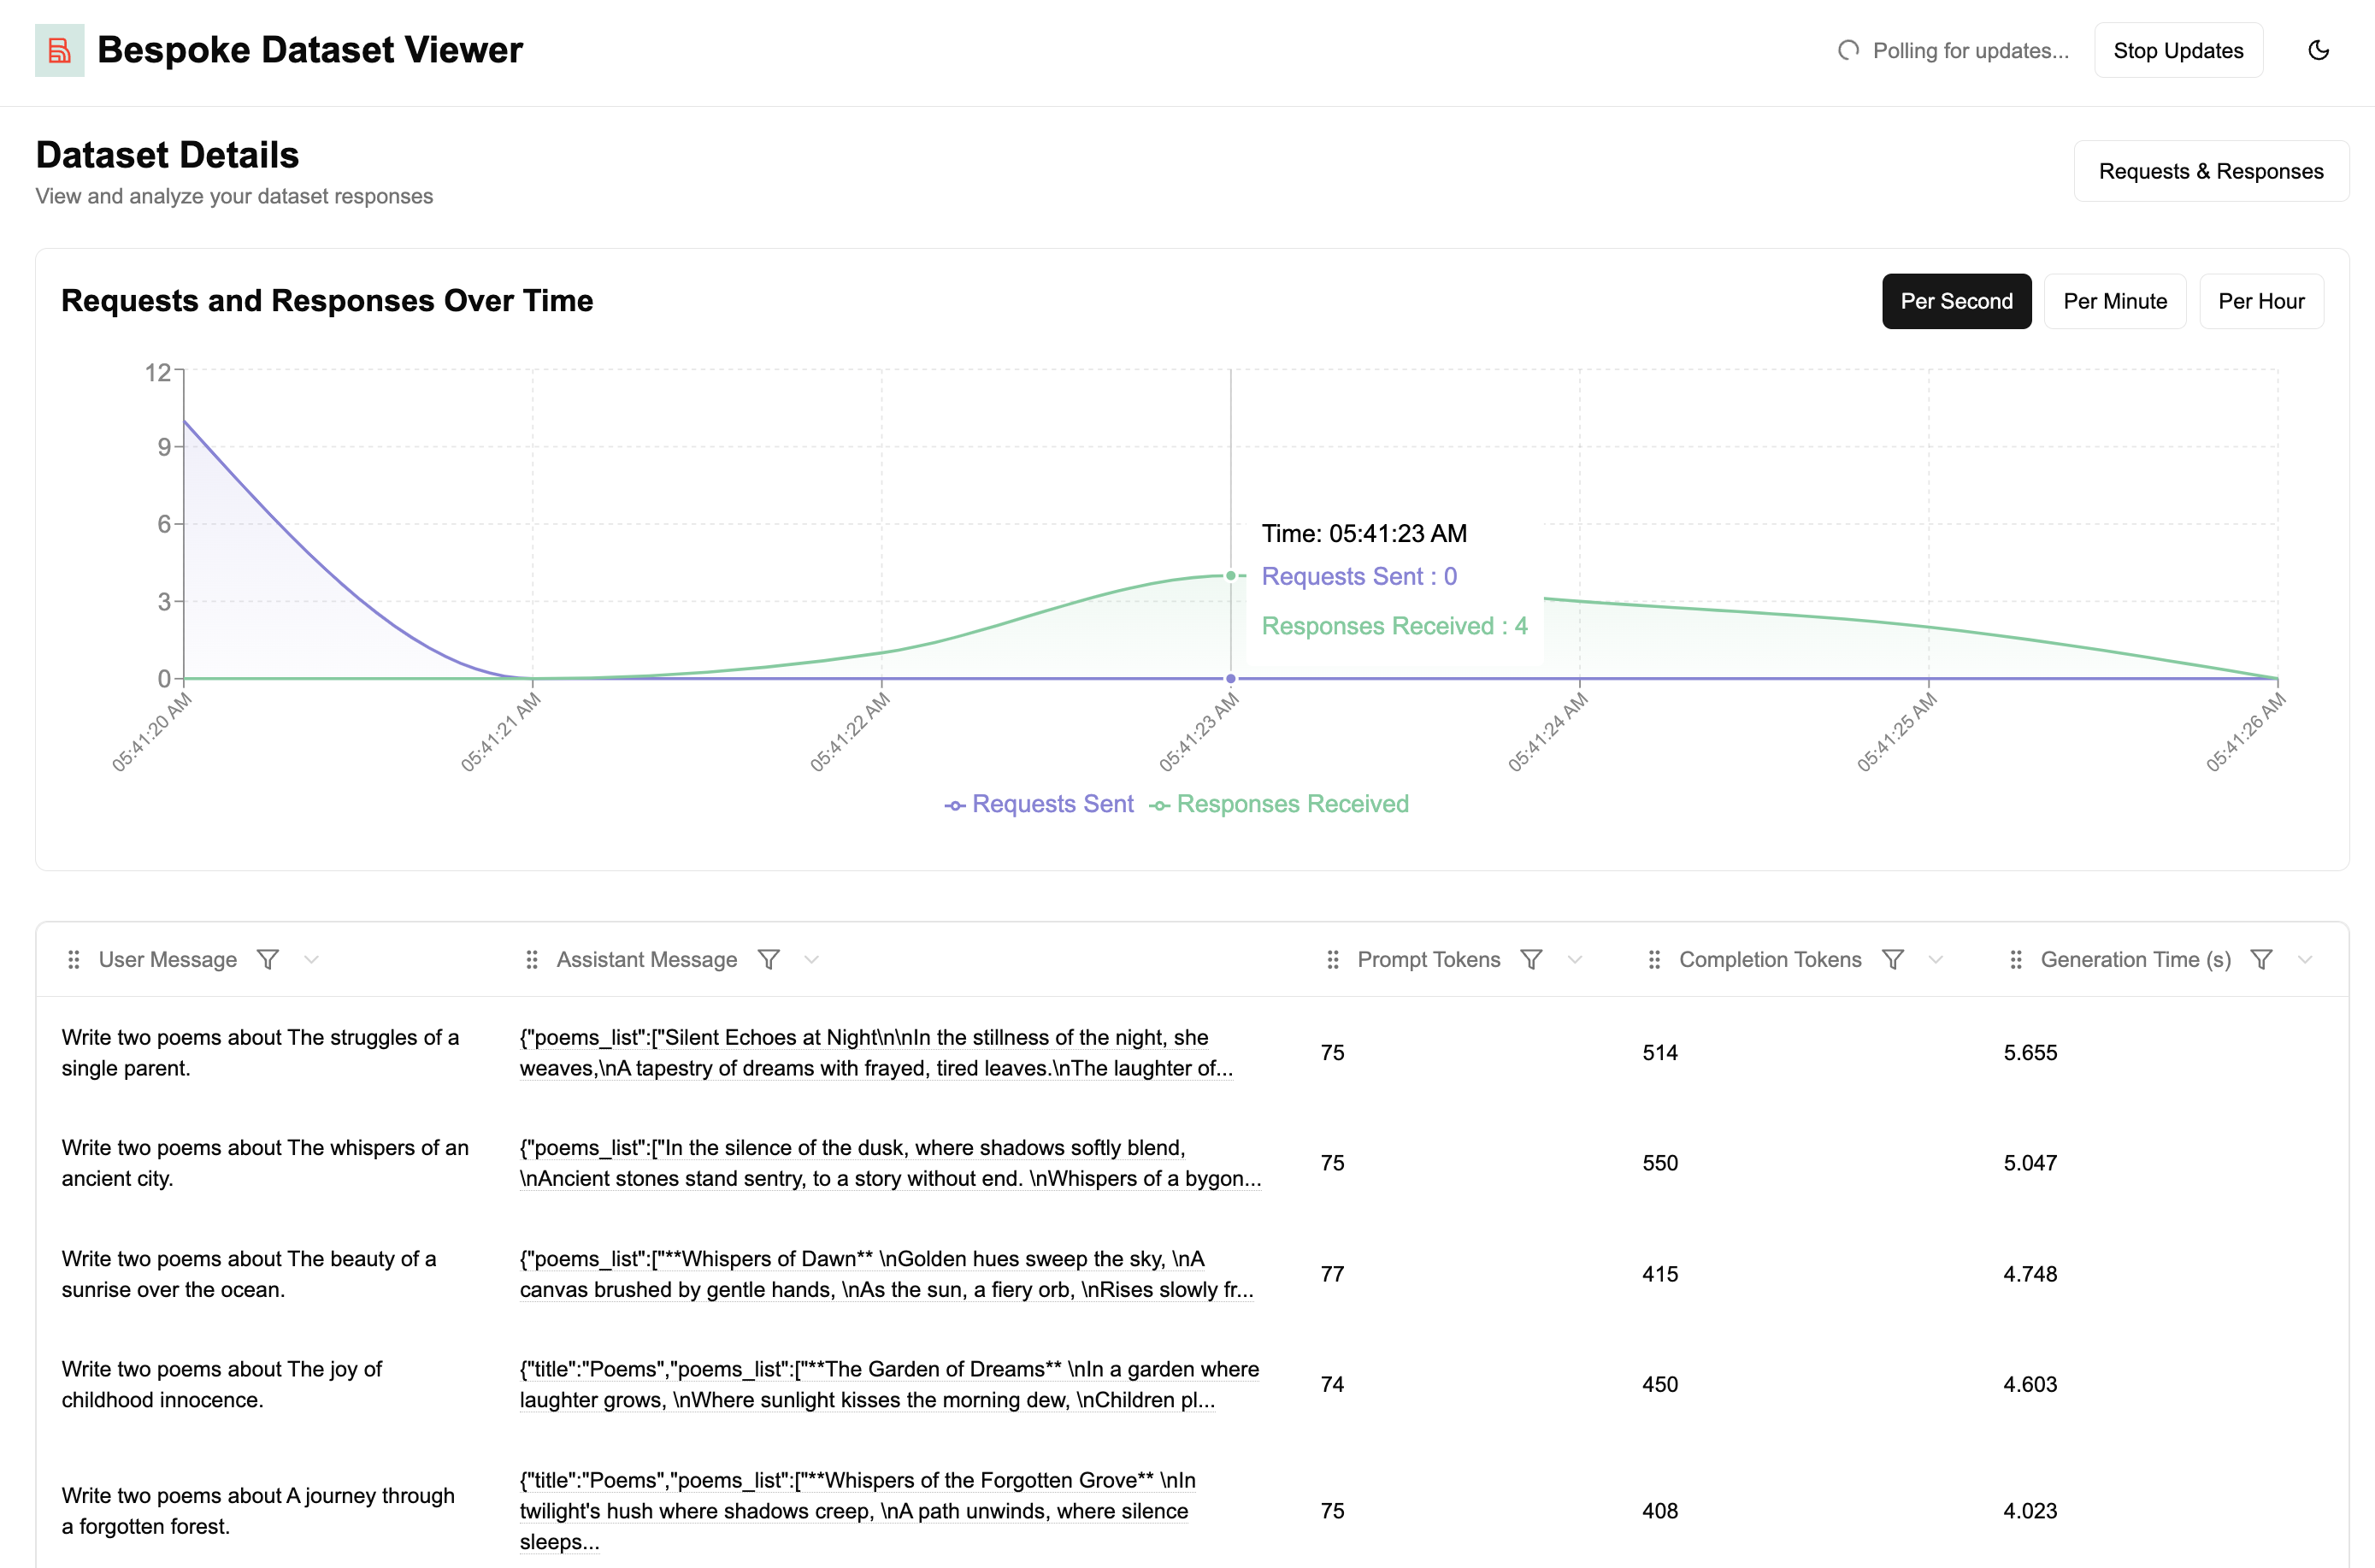 Bespoke Dataset Viewer
Polling for updates...
Stop Updates
Dataset Details
View and analyze your dataset responses
Requests & Responses
Requests and Responses Over Time
Per Second
Per Minute
Per Hour
12
9
6
3
0
Time: 05:41:23 AM
Requests Sent : 0
Responses Received : 4
05:41:20 AM
05:41:21 AM
05:41:22 AM
05:41:23 AM
05:41:24 AM
05:41:25 AM
05:41:26 AM
Requests Sent
Responses Received
User Message
Assistant Message
Prompt Tokens
Completion Tokens
Generation Time (s)
Write two poems about The struggles of a
single parent.
{"poems_list":["Silent Echoes at Night\n\nIn the stillness of the night, she
weaves,\nA tapestry of dreams with frayed, tired leaves.\nThe laughter of...
75
514
5.655
Write two poems about The whispers of an
ancient city.
{"poems_list":["In the silence of the dusk, where shadows softly blend,
\nAncient stones stand sentry, to a story without end. \nWhispers of a bygon...
75
550
5.047
Write two poems about The beauty of a
sunrise over the ocean.
{"poems_list":["**Whispers of Dawn** \nGolden hues sweep the sky, \nA
canvas brushed by gentle hands, \nAs the sun, a fiery orb, \nRises slowly fr...
77
415
4.748
Write two poems about The joy of
childhood innocence.
{"title":"Poems","poems_list":["**The Garden of Dreams** \nIn a garden where
laughter grows, \nWhere sunlight kisses the morning dew, \nChildren pl...
74
450
4.603
Write two poems about A journey through
a forgotten forest.
{"title":"Poems","poems_list":["**Whispers of the Forgotten Grove** \nIn
twilight's hush where shadows creep, \nA path unwinds, where silence
sleeps...
75
408
4.023